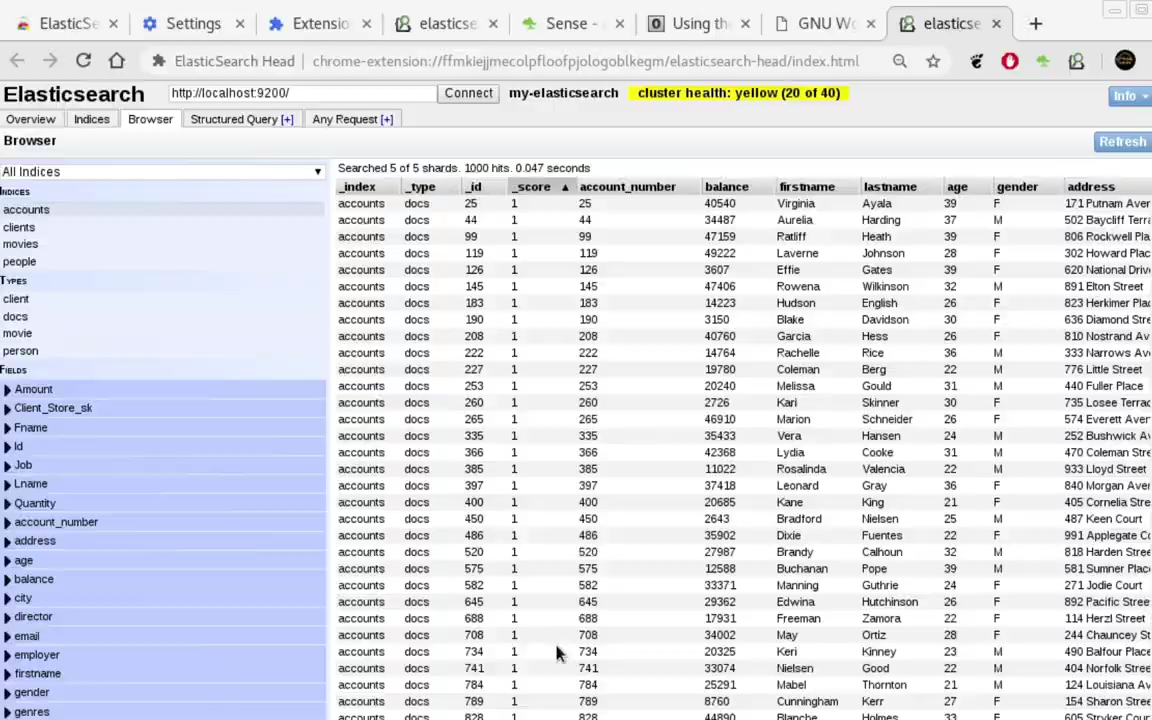 ElasticSe Settings Extensio elasticse Sense - Using the GNU Wo elasticse
ElasticSearch Head chrome-extension://ffmkiejjmecolpfloofpjologoblkegm/elasticsearch-head/index.html
Elasticsearch http://localhost:9200/ Connect my-elasticsearch cluster health: yellow (20 of 40) Info
Overview Indices Browser Structured Query [+] Any Request [+]
Browser Refresh
All Indices
INDICES
accounts
clients
movies
people
TYPES
client
docs
movie
person
FIELDS
Amount
Client_Store_sk
Fname
Id
Job
Lname
Quantity
account_number
address
age
balance
city
director
email
employer
firstname
gender
genres
Searched 5 of 5 shards. 1000 hits. 0.047 seconds
_index _type _id _score ▲ account_number balance firstname lastname age gender address
accounts docs 25 1 25 40540 Virginia Ayala 39 F 171 Putnam Aven
accounts docs 44 1 44 34487 Aurelia Harding 37 M 502 Baycliff Terra
accounts docs 99 1 99 47159 Ratliff Heath 39 F 806 Rockwell Pla
accounts docs 119 1 119 49222 Laverne Johnson 28 F 302 Howard Plac
accounts docs 126 1 126 3607 Effie Gates 39 F 620 National Driv
accounts docs 145 1 145 47406 Rowena Wilkinson 32 M 891 Elton Street
accounts docs 183 1 183 14223 Hudson English 26 F 823 Herkimer Pla
accounts docs 190 1 190 3150 Blake Davidson 30 F 636 Diamond Stre
accounts docs 208 1 208 40760 Garcia Hess 26 F 810 Nostrand Av
accounts docs 222 1 222 14764 Rachelle Rice 36 M 333 Narrows Av
accounts docs 227 1 227 19780 Coleman Berg 22 M 776 Little Street
accounts docs 253 1 253 20240 Melissa Gould 31 M 440 Fuller Place
accounts docs 260 1 260 2726 Kari Skinner 30 F 735 Losee Terrac
accounts docs 265 1 265 46910 Marion Schneider 26 F 574 Everett Aver
accounts docs 335 1 335 35433 Vera Hansen 24 M 252 Bushwick A
accounts docs 366 1 366 42368 Lydia Cooke 31 M 470 Coleman Stre
accounts docs 385 1 385 11022 Rosalinda Valencia 22 M 933 Lloyd Street
accounts docs 397 1 397 37418 Leonard Gray 36 F 840 Morgan Aven
accounts docs 400 1 400 20685 Kane King 21 F 405 Cornelia Stre
accounts docs 450 1 450 2643 Bradford Nielsen 25 M 487 Keen Court
accounts docs 486 1 486 35902 Dixie Fuentes 22 F 991 Applegate Co
accounts docs 520 1 520 27987 Brandy Calhoun 32 M 818 Harden Stree
accounts docs 575 1 575 12588 Buchanan Pope 39 M 581 Sumner Plac
accounts docs 582 1 582 33371 Manning Guthrie 24 F 271 Jodie Court
accounts docs 645 1 645 29362 Edwina Hutchinson 26 F 892 Pacific Stree
accounts docs 688 1 688 17931 Freeman Zamora 22 F 114 Herzl Street
accounts docs 708 1 708 34002 May Ortiz 28 F 244 Chauncey St
accounts docs 734 1 734 20325 Keri Kinney 23 M 490 Balfour Place
accounts docs 741 1 741 33074 Nielsen Good 22 M 404 Norfolk Stree
accounts docs 784 1 784 25291 Mabel Thornton 21 M 124 Louisiana Av
accounts docs 789 1 789 8760 Cunningham Kerr 27 F 154 Sharon Stree
accounts docs 828 1 828 44890 Blanche Holmes 33 F 605 Stryker Cour